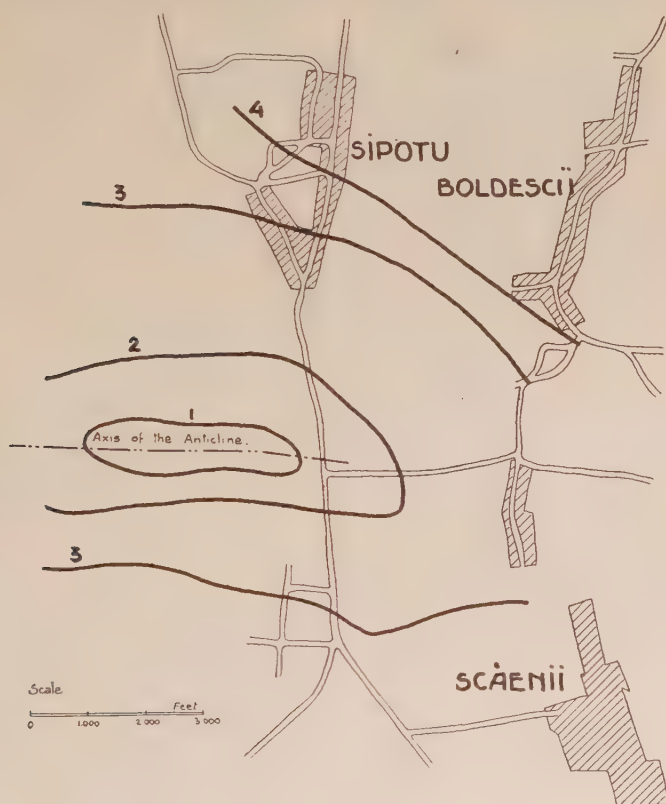 4
SIPOTU
BOLDESCII
3
2
1
Axis of the Anticline.
3
SCĂENII
Scale
Feet
0 1.000 2 000 3 000